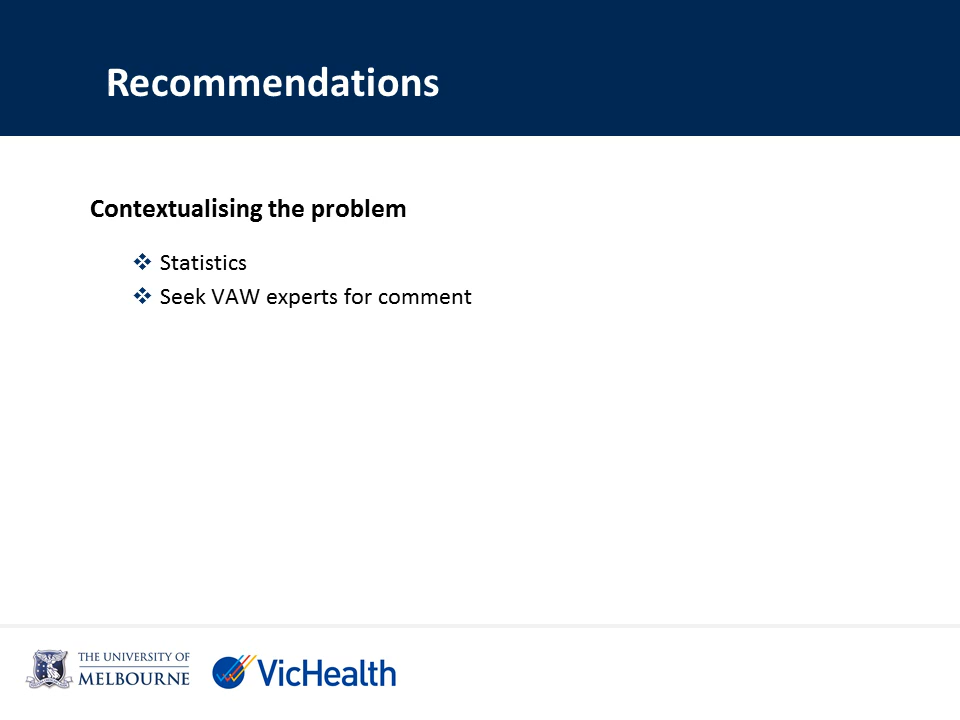 Recommendations
Contextualising the problem
Statistics
Seek VAW experts for comment
THE UNIVERSITY OF
MELBOURNE
VicHealth